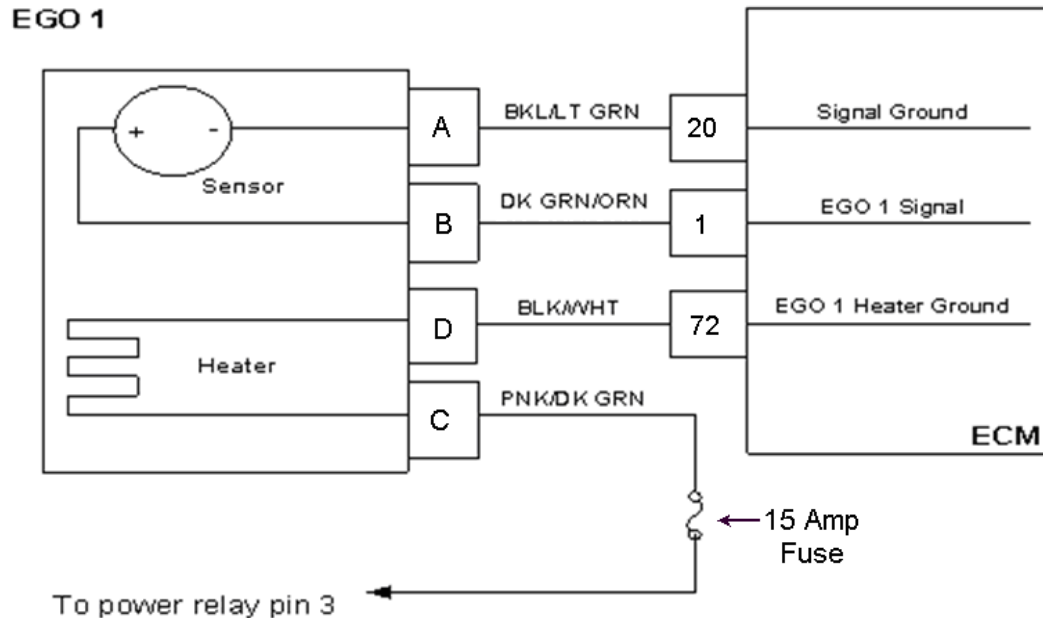 EGO 1
A
BKL/LT GRN
20
Signal Ground
+
-
Sensor
B
DK GRN/ORN
1
EGO 1 Signal
D
BLK/WHT
72
EGO 1 Heater Ground
Heater
C
PNK/DK GRN
ECM
15 Amp
Fuse
To power relay pin 3